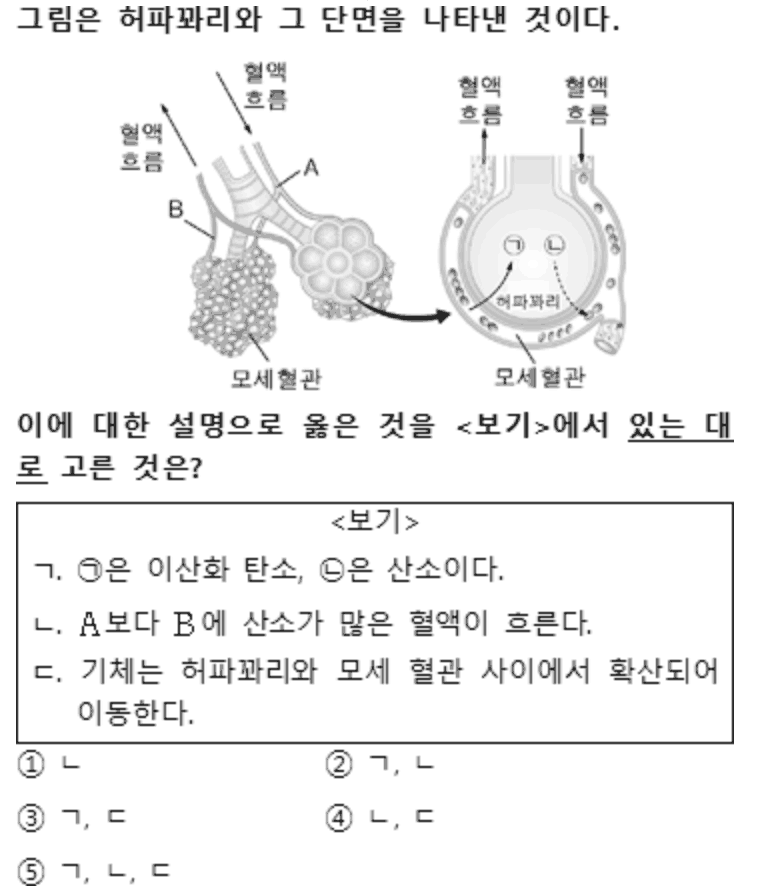 그림은 허파꽈리와 그 단면을 나타낸 것이다.
혈액
흐름
혈액
흐름
A
B
모세혈관
혈액
흐름
혈액
흐름
㉠ ㉡
허파꽈리
모세혈관
이에 대한 설명으로 옳은 것을 <보기>에서 있는 대
로 고른 것은?
<보기>
ㄱ. ㉠은 이산화 탄소, ㉡은 산소이다.
ㄴ. A보다 B에 산소가 많은 혈액이 흐른다.
ㄷ. 기체는 허파꽈리와 모세 혈관 사이에서 확산되어
이동한다.
① ㄴ ② ㄱ, ㄴ
③ ㄱ, ㄷ ④ ㄴ, ㄷ
⑤ ㄱ, ㄴ, ㄷ